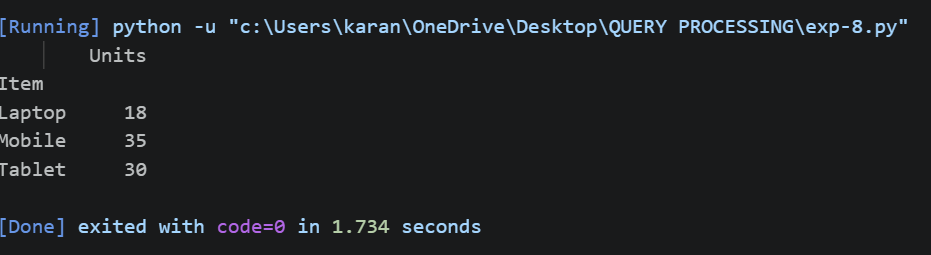 [Running] python -u "c:\Users\karan\OneDrive\Desktop\QUERY PROCESSING\exp-8.py"
Units
Item
Laptop 18
Mobile 35
Tablet 30
[Done] exited with code=0 in 1.734 seconds